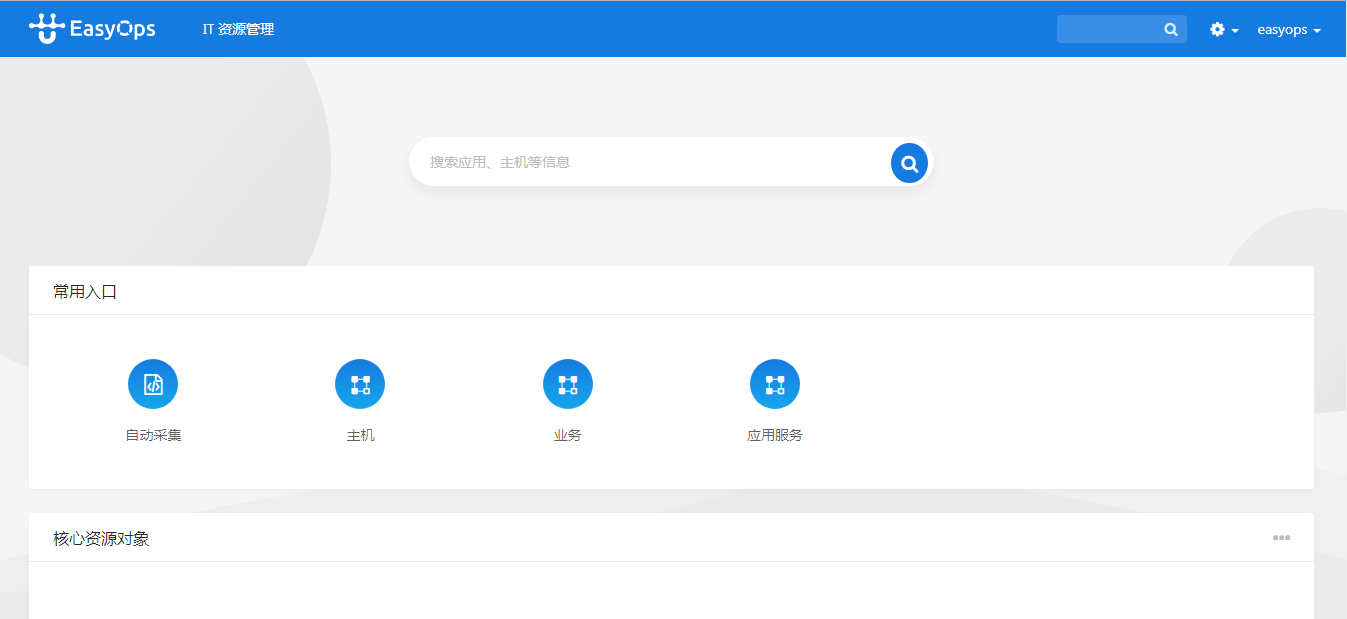 EasyOps
IT 资源管理
easyops
搜索应用、主机等信息
常用入口
自动采集
主机
业务
应用服务
核心资源对象